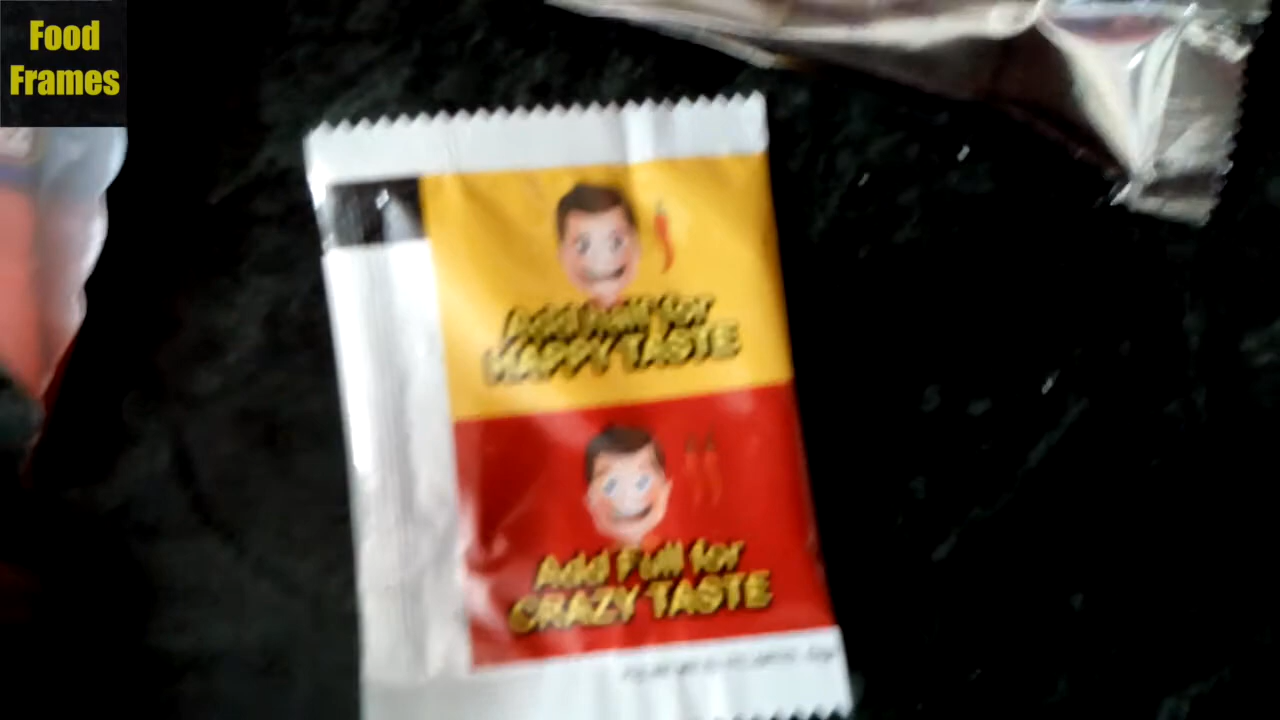 Food
Frames
Add Half for
HAPPY TASTE
Add Full for
CRAZY TASTE